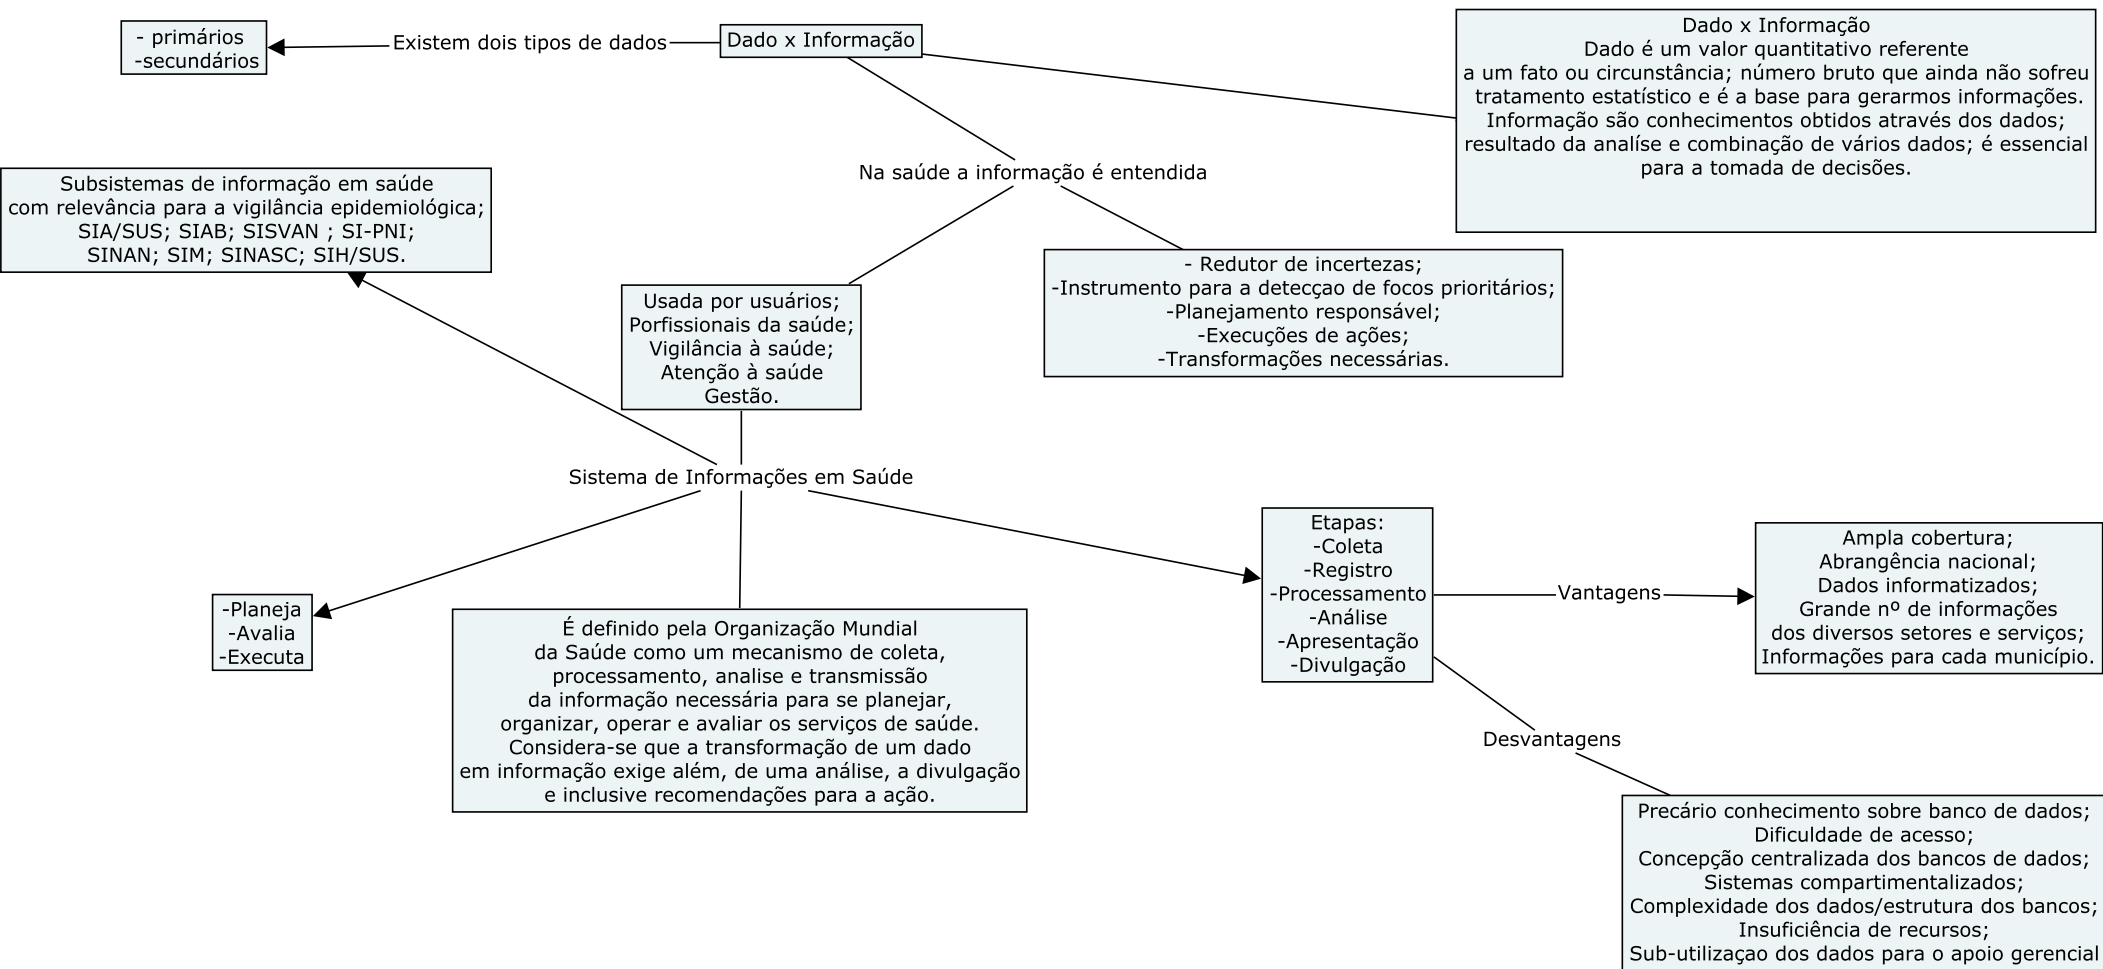 - primários
-secundários
Existem dois tipos de dados
Dado x Informação
Dado x Informação
Dado é um valor quantitativo referente
a um fato ou circunstância; número bruto que ainda não sofreu
tratamento estatístico e é a base para gerarmos informações.
Informação são conhecimentos obtidos através dos dados;
resultado da analíse e combinação de vários dados; é essencial
para a tomada de decisões.
Na saúde a informação é entendida
Subsistemas de informação em saúde
com relevância para a vigilância epidemiológica;
SIA/SUS; SIAB; SISVAN ; SI-PNI;
SINAN; SIM; SINASC; SIH/SUS.
- Redutor de incertezas;
-Instrumento para a detecçao de focos prioritários;
-Planejamento responsável;
-Execuções de ações;
-Transformações necessárias.
Usada por usuários;
Porfissionais da saúde;
Vigilância à saúde;
Atenção à saúde
Gestão.
Sistema de Informações em Saúde
-Planeja
-Avalia
-Executa
É definido pela Organização Mundial
da Saúde como um mecanismo de coleta,
processamento, analise e transmissão
da informação necessária para se planejar,
organizar, operar e avaliar os serviços de saúde.
Considera-se que a transformação de um dado
em informação exige além, de uma análise, a divulgação
e inclusive recomendações para a ação.
Etapas:
-Coleta
-Registro
-Processamento
-Análise
-Apresentação
-Divulgação
Vantagens
Ampla cobertura;
Abrangência nacional;
Dados informatizados;
Grande nº de informações
dos diversos setores e serviços;
Informações para cada município.
Desvantagens
Precário conhecimento sobre banco de dados;
Dificuldade de acesso;
Concepção centralizada dos bancos de dados;
Sistemas compartimentalizados;
Complexidade dos dados/estrutura dos bancos;
Insuficiência de recursos;
Sub-utilizaçao dos dados para o apoio gerencial